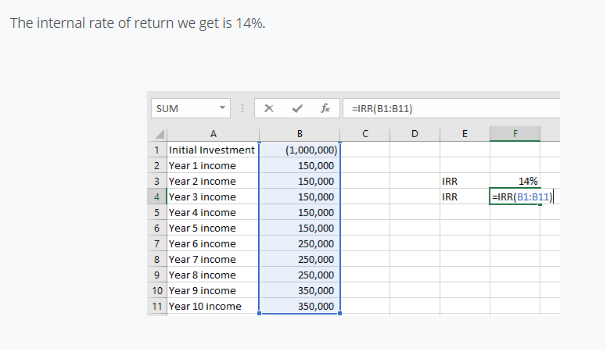 The internal rate of return we get is 14%.
SUM fx =IRR(B1:B11)
A B C D E F
1 Initial Investment (1,000,000)
2 Year 1 income 150,000
3 Year 2 income 150,000 IRR 14%
4 Year 3 income 150,000 IRR =IRR(B1:B11)
5 Year 4 income 150,000
6 Year 5 income 150,000
7 Year 6 income 250,000
8 Year 7 income 250,000
9 Year 8 income 250,000
10 Year 9 income 350,000
11 Year 10 income 350,000